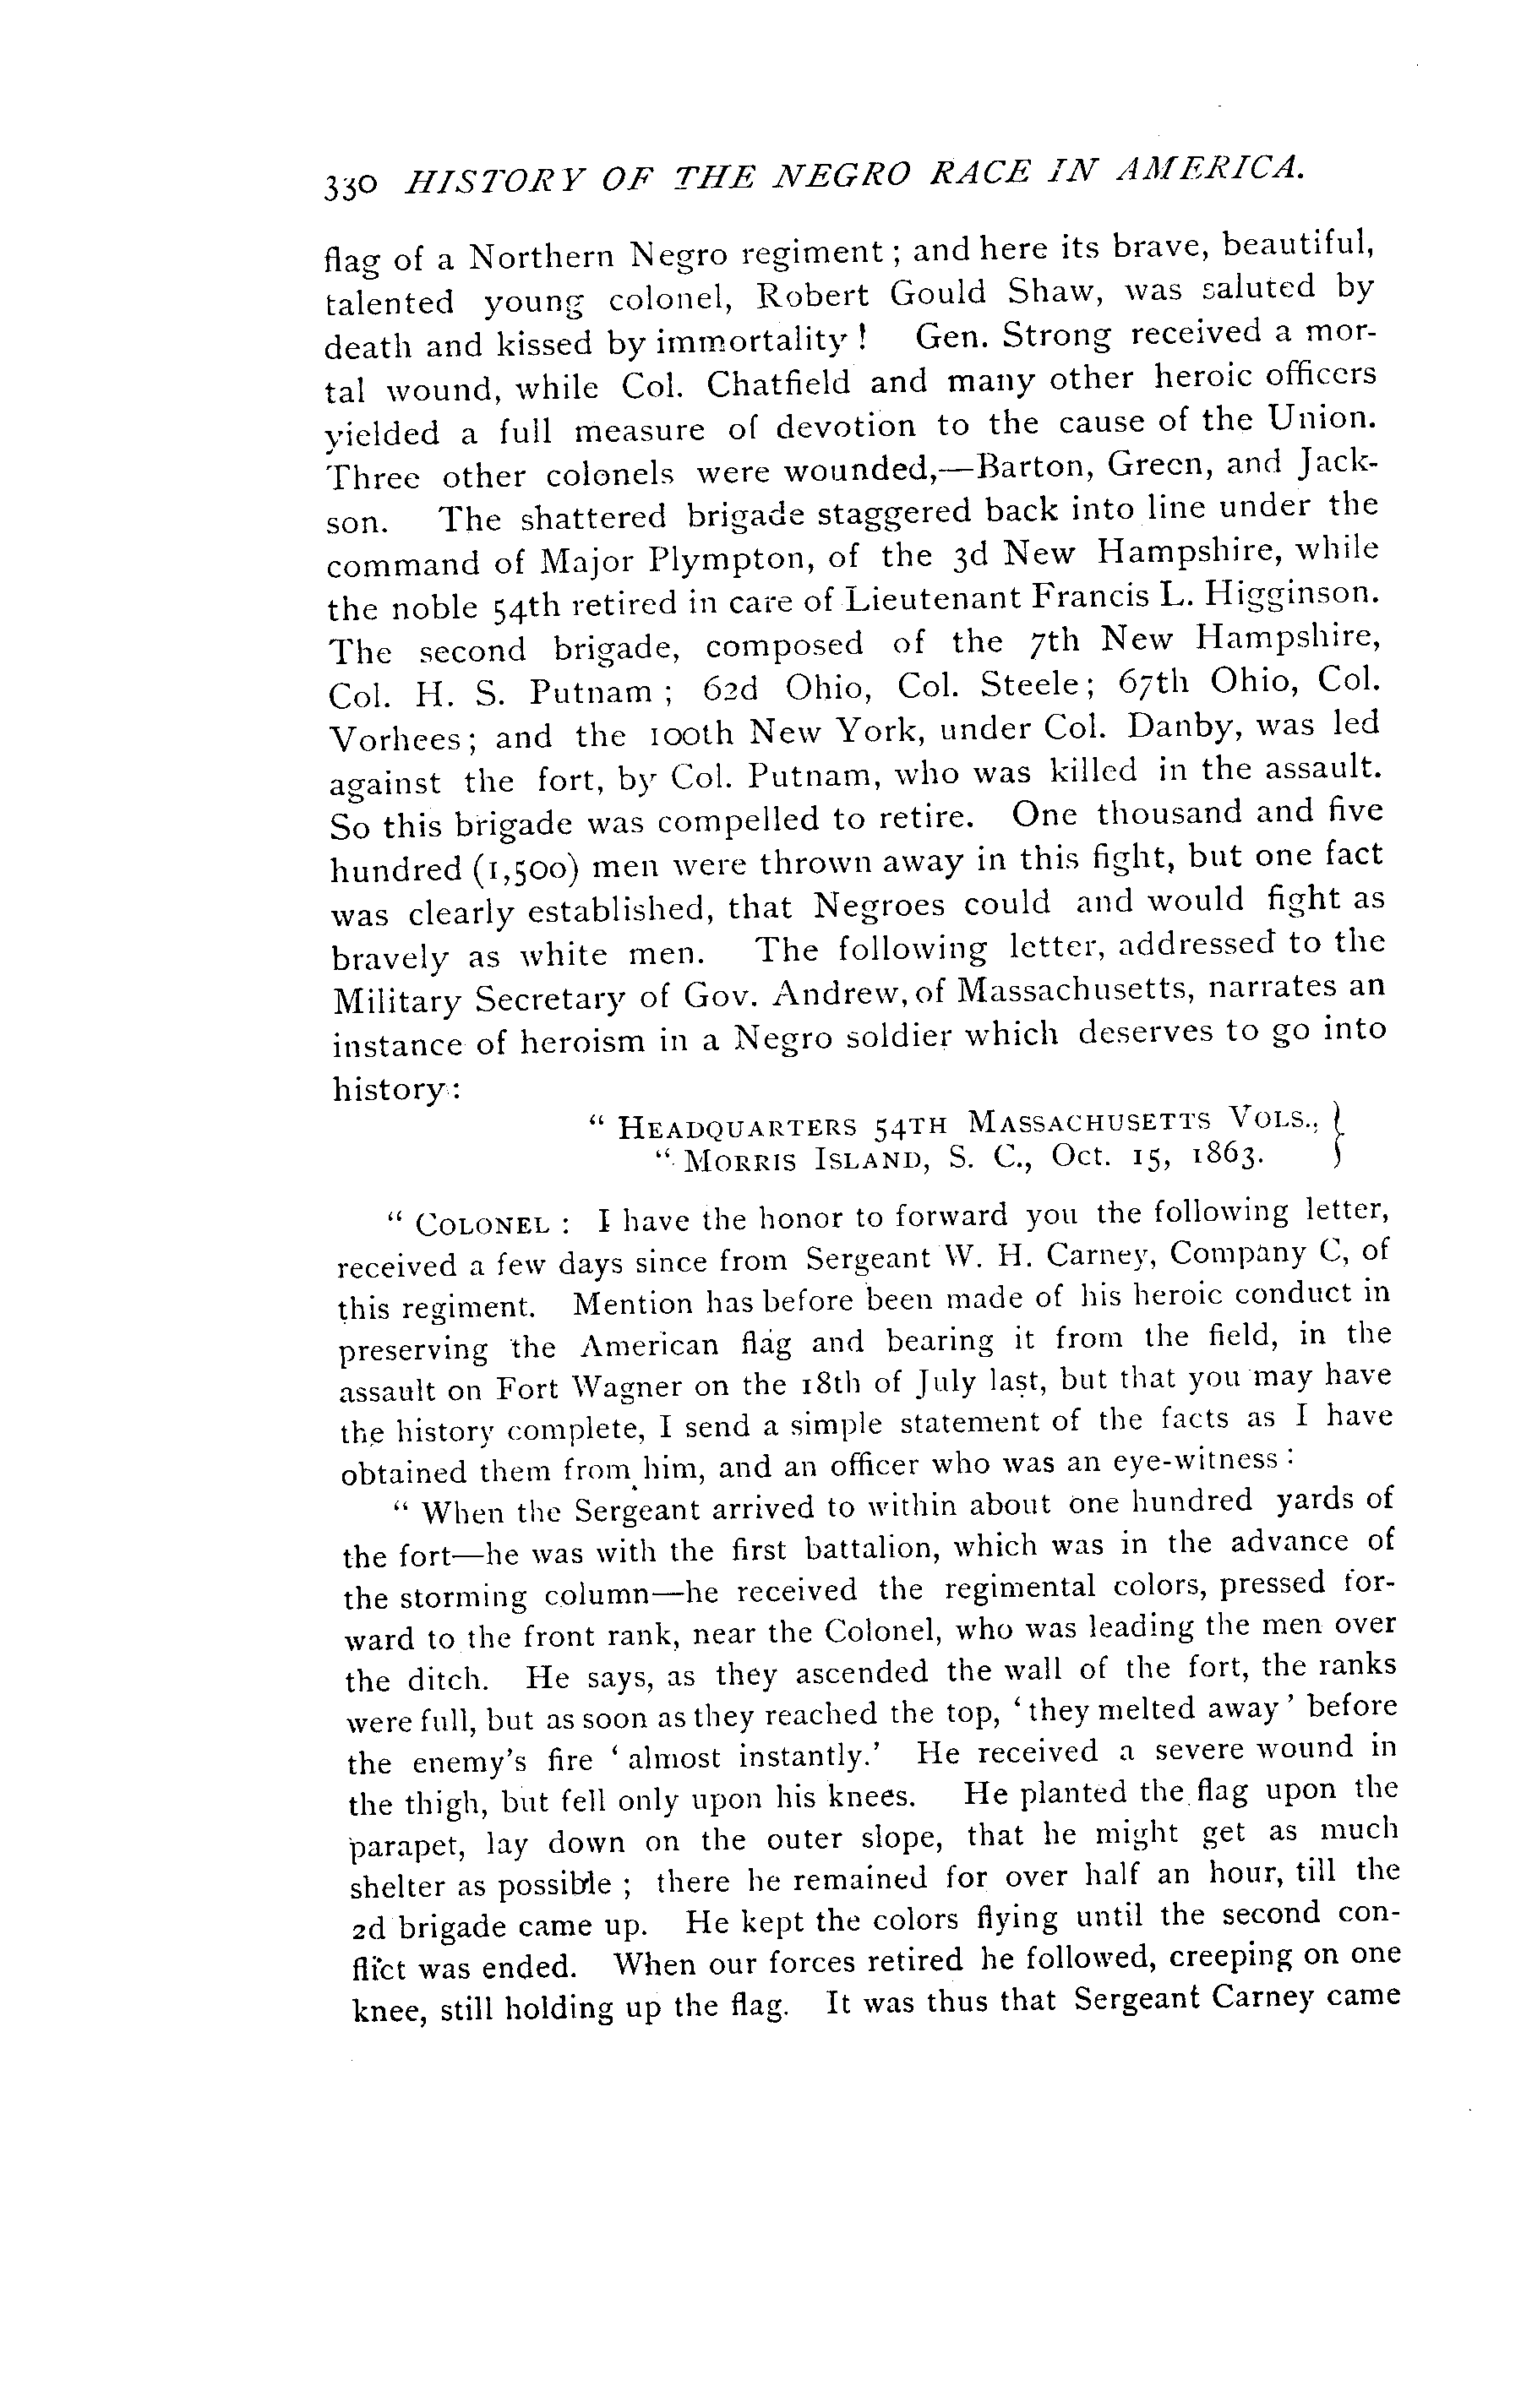 330 HISTORY OF THE NEGRO RACE IN AMERICA.
flag of a Northern Negro regiment ; and here its brave, beautiful,
talented young colonel, Robert Gould Shaw, was saluted by
death and kissed by immortality ! Gen. Strong received a mor-
tal wound, while Col. Chatfield and many other heroic officers
yielded a full measure of devotion to the cause of the Union.
Three other colonels were wounded,—Barton, Green, and Jack-
son. The shattered brigade staggered back into line under the
command of Major Plympton, of the 3d New Hampshire, while
the noble 54th retired in care of Lieutenant Francis L. Higginson.
The second brigade, composed of the 7th New Hampshire,
Col. H. S. Putnam ; 62d Ohio, Col. Steele; 67th Ohio, Col.
Vorhees; and the 100th New York, under Col. Danby, was led
against the fort, by Col. Putnam, who was killed in the assault.
So this brigade was compelled to retire. One thousand and five
hundred (1,500) men were thrown away in this fight, but one fact
was clearly established, that Negroes could and would fight as
bravely as white men. The following letter, addressed to the
Military Secretary of Gov. Andrew, of Massachusetts, narrates an
instance of heroism in a Negro soldier which deserves to go into
history :
" HEADQUARTERS 54TH MASSACHUSETTS VOLS., }
" MORRIS ISLAND, S. C., Oct. 15, 1863.
" COLONEL : I have the honor to forward you the following letter,
received a few days since from Sergeant W. H. Carney, Company C, of
this regiment. Mention has before been made of his heroic conduct in
preserving the American flag and bearing it from the field, in the
assault on Fort Wagner on the 18th of July last, but that you may have
the history complete, I send a simple statement of the facts as I have
obtained them from him, and an officer who was an eye-witness :
" When the Sergeant arrived to within about one hundred yards of
the fort—he was with the first battalion, which was in the advance of
the storming column—he received the regimental colors, pressed for-
ward to the front rank, near the Colonel, who was leading the men over
the ditch. He says, as they ascended the wall of the fort, the ranks
were full, but as soon as they reached the top, ' they melted away ' before
the enemy's fire ' almost instantly.' He received a severe wound in
the thigh, but fell only upon his knees. He planted the flag upon the
parapet, lay down on the outer slope, that he might get as much
shelter as possible ; there he remained for over half an hour, till the
2d brigade came up. He kept the colors flying until the second con-
flict was ended. When our forces retired he followed, creeping on one
knee, still holding up the flag. It was thus that Sergeant Carney came